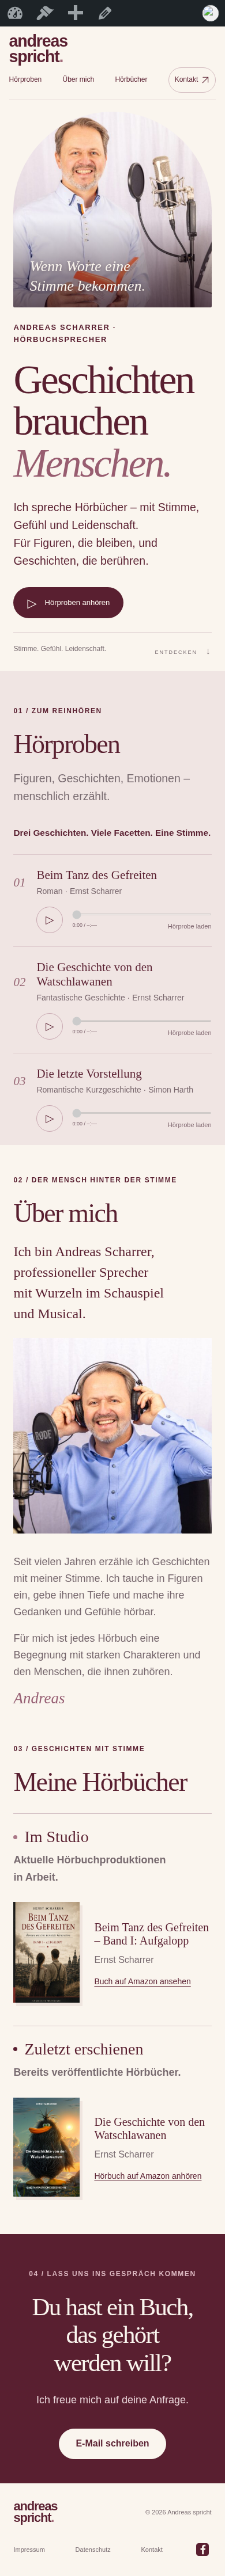 andreas
spricht.
Hörproben Über mich Hörbücher Kontakt
Wenn Worte eine
Stimme bekommen.
ANDREAS SCHARRER ·
HÖRBUCHSPRECHER
Geschichten
brauchen
Menschen.
Ich spreche Hörbücher – mit Stimme,
Gefühl und Leidenschaft.
Für Figuren, die bleiben, und
Geschichten, die berühren.
Hörproben anhören
Stimme. Gefühl. Leidenschaft.
ENTDECKEN ↓
01 / ZUM REINHÖREN
Hörproben
Figuren, Geschichten, Emotionen –
menschlich erzählt.
Drei Geschichten. Viele Facetten. Eine Stimme.
01
Beim Tanz des Gefreiten
Roman · Ernst Scharrer
0:00 / --:--
Hörprobe laden
02
Die Geschichte von den
Watschlawanen
Fantastische Geschichte · Ernst Scharrer
0:00 / --:--
Hörprobe laden
03
Die letzte Vorstellung
Romantische Kurzgeschichte · Simon Harth
0:00 / --:--
Hörprobe laden
02 / DER MENSCH HINTER DER STIMME
Über mich
Ich bin Andreas Scharrer,
professioneller Sprecher
mit Wurzeln im Schauspiel
und Musical.
RODE
Seit vielen Jahren erzähle ich Geschichten
mit meiner Stimme. Ich tauche in Figuren
ein, gebe ihnen Tiefe und mache ihre
Gedanken und Gefühle hörbar.
Für mich ist jedes Hörbuch eine
Begegnung mit starken Charakteren und
den Menschen, die ihnen zuhören.
Andreas
03 / GESCHICHTEN MIT STIMME
Meine Hörbücher
Im Studio
Aktuelle Hörbuchproduktionen
in Arbeit.
ERNST SCHARRER
BEIM TANZ
DES GEFREITEN
Beim Tanz des Gefreiten
– Band I: Aufgalopp
Ernst Scharrer
Buch auf Amazon ansehen
Zuletzt erschienen
Bereits veröffentlichte Hörbücher.
Die Geschichte von den
Watschlawanen
Die Geschichte von den
Watschlawanen
Ernst Scharrer
Hörbuch auf Amazon anhören
04 / LASS UNS INS GESPRÄCH KOMMEN
Du hast ein Buch,
das gehört
werden will?
Ich freue mich auf deine Anfrage.
E-Mail schreiben
andreas
spricht.
© 2026 Andreas spricht
Impressum Datenschutz Kontakt